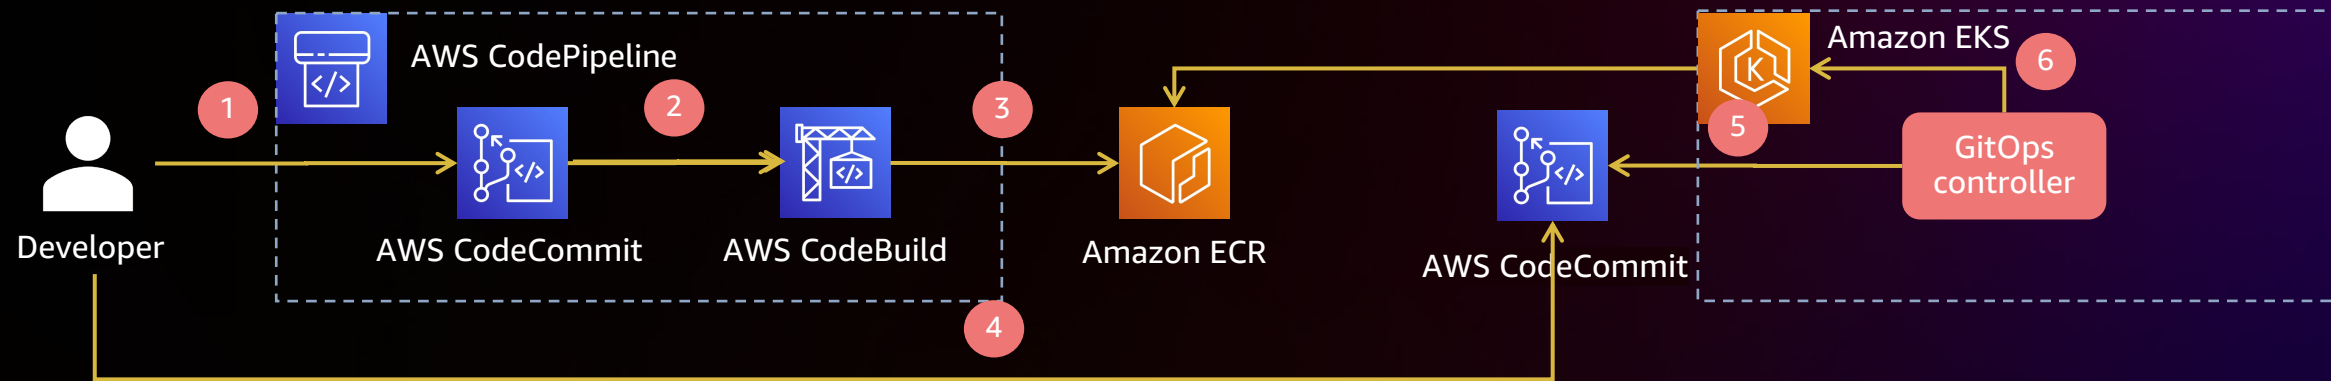 AWS CodePipeline
Amazon EKS
1
2
3
5
6
</>
</>
</>
</>
K
GitOps
controller
Developer
AWS CodeCommit
AWS CodeBuild
Amazon ECR
AWS CodeCommit
4